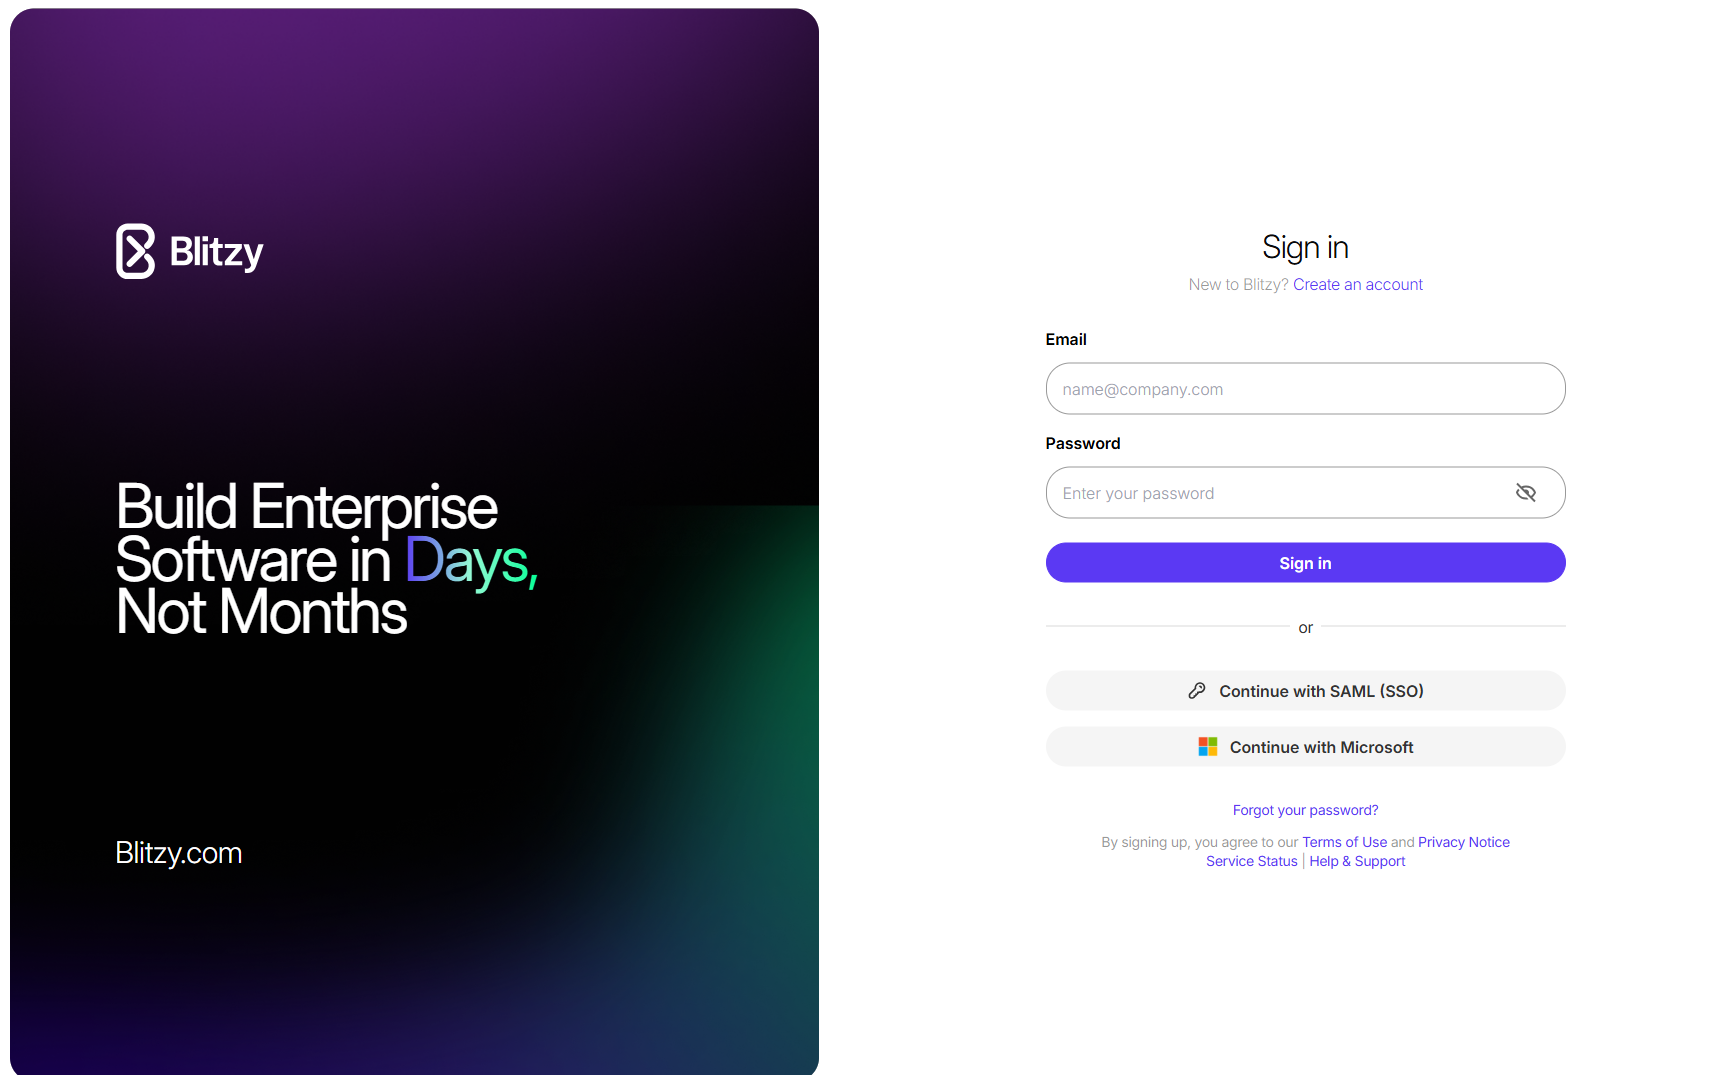 Blitzy
Build Enterprise
Software in Days,
Not Months
Blitzy.com
Sign in
New to Blitzy? Create an account
Email
name@company.com
Password
Enter your password
Sign in
or
Continue with SAML (SSO)
Continue with Microsoft
Forgot your password?
By signing up, you agree to our Terms of Use and Privacy Notice
Service Status | Help & Support